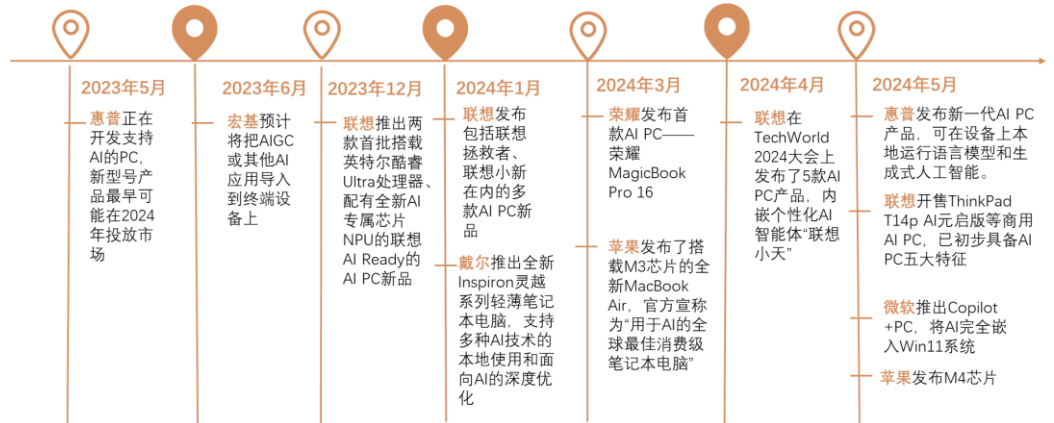 2023年5月
惠普正在
开发支持
AI的PC,
新型号产
品最早可
能在2024
年投放市
场
2023年6月
宏基预计
将把AIGC
或其他AI
应用导入
到终端设
备上
2023年12月
联想推出两
款首批搭载
英特尔酷睿
Ultra处理器、
配有全新AI
专属芯片
NPU的联想
AI Ready的
AI PC新品
2024年1月
联想发布
包括联想
拯救者、
联想小新
在内的多
款AI PC新
品
戴尔推出全新
Inspiron灵越
系列轻薄笔记
本电脑，支持
多种AI技术的
本地使用和面
向AI的深度优
化
2024年3月
荣耀发布首
款AI PC——
荣耀
MagicBook
Pro 16
苹果发布了搭
载M3芯片的全
新MacBook
Air，官方宣称
为“用于AI的全
球最佳消费级
笔记本电脑”
2024年4月
联想在
TechWorld
2024大会上
发布了5款AI
PC产品，内
嵌个性化AI
智能体“联想
小天”
2024年5月
惠普发布新一代AI PC
产品，可在设备上本
地运行语言模型和生
成式人工智能。
联想开售ThinkPad
T14p AI元启版等商用
AI PC，已初步具备AI
PC五大特征
微软推出Copilot
+PC，将AI完全嵌
入Win11系统
苹果发布M4芯片